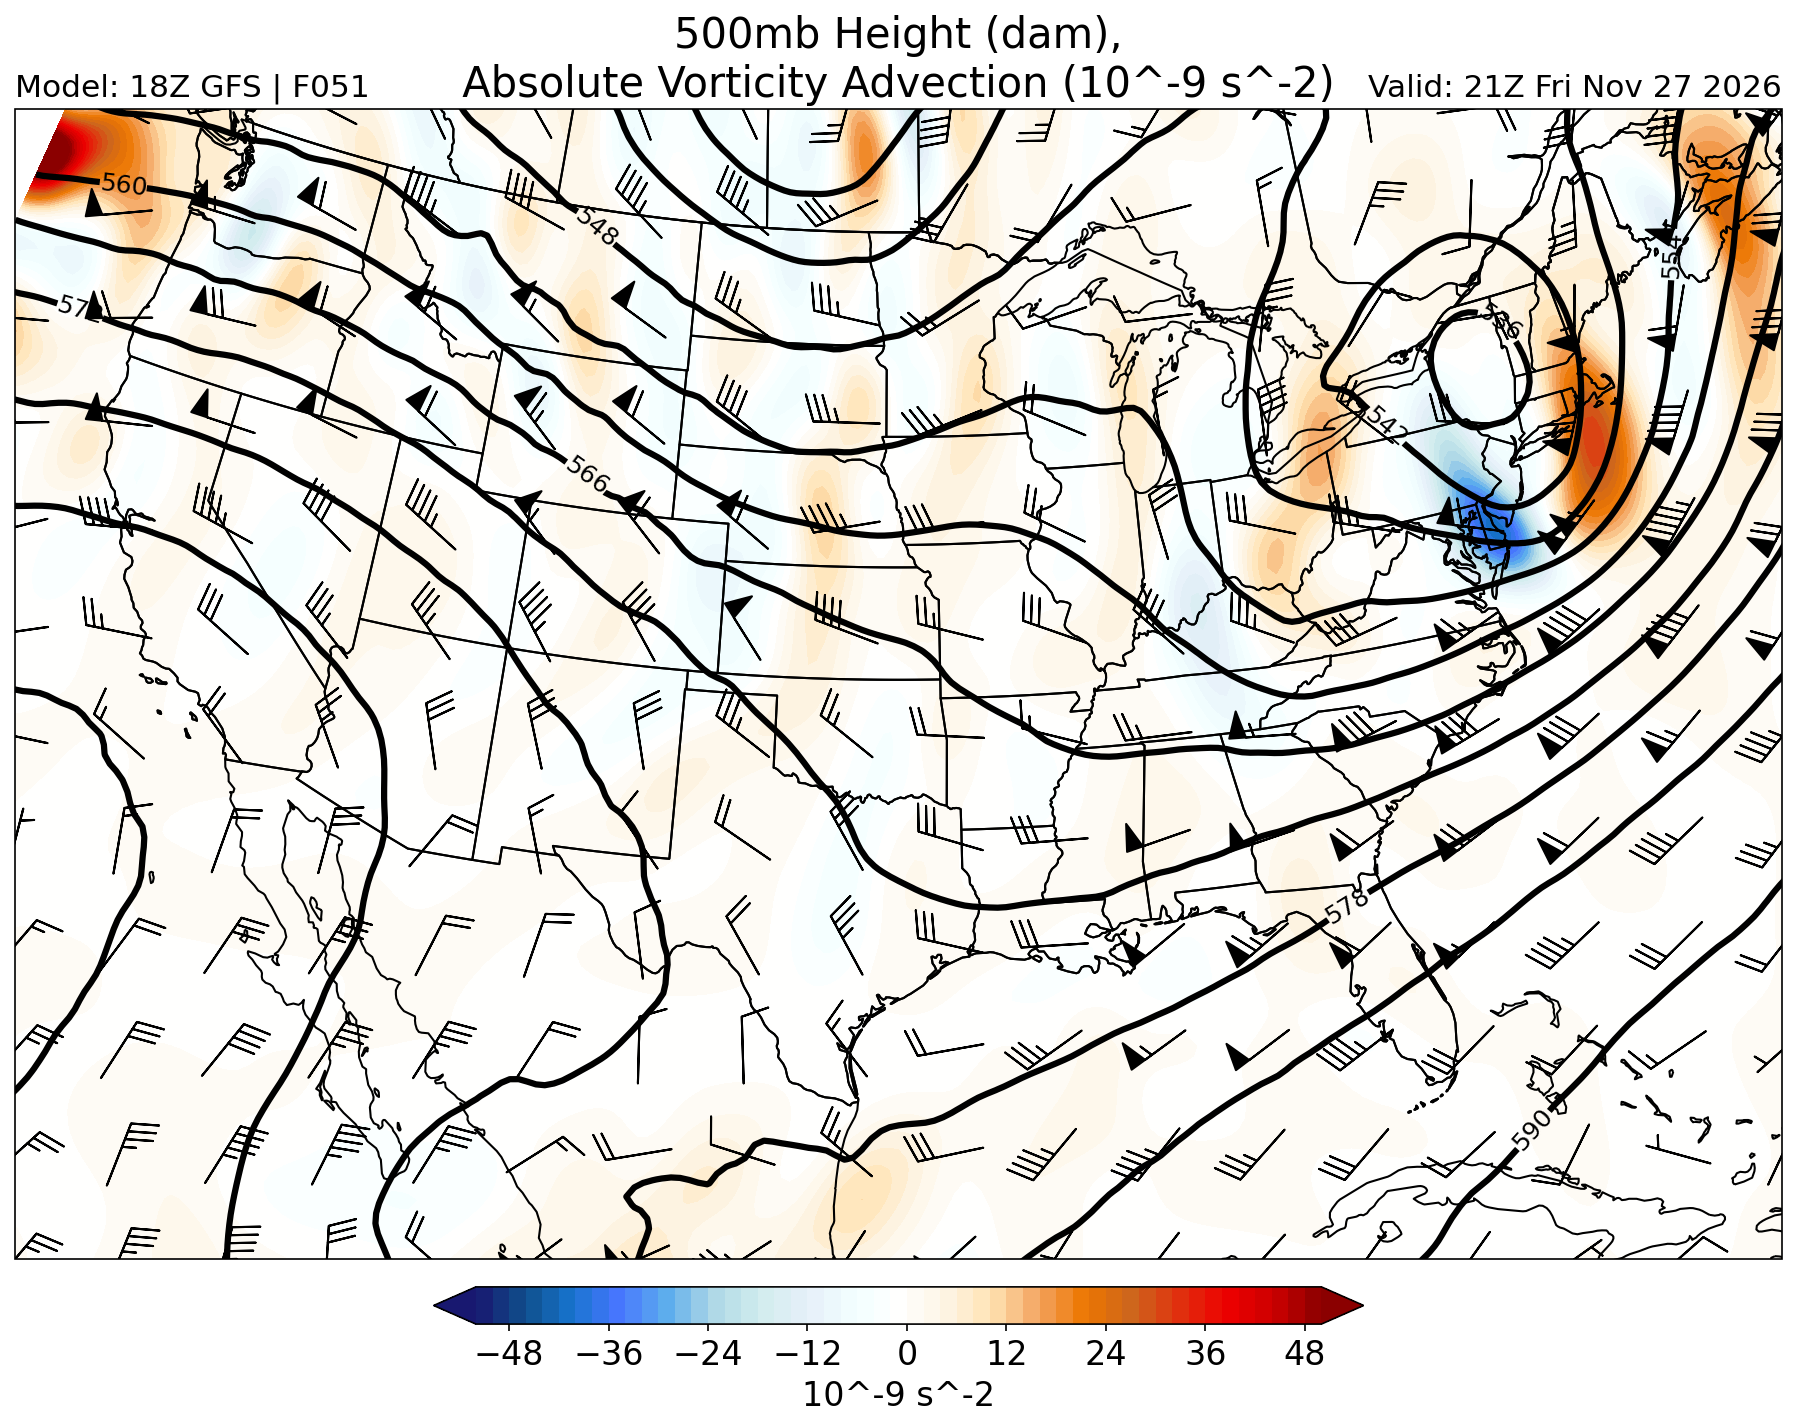 500mb Height (dam),
Model: 18Z GFS | F051
Absolute Vorticity Advection (10^-9 s^-2)
Valid: 21Z Fri Nov 27 2026
560
548
554
536
542
566
578
590
−48 −36 −24 −12 0 12 24 36 48
10^-9 s^-2